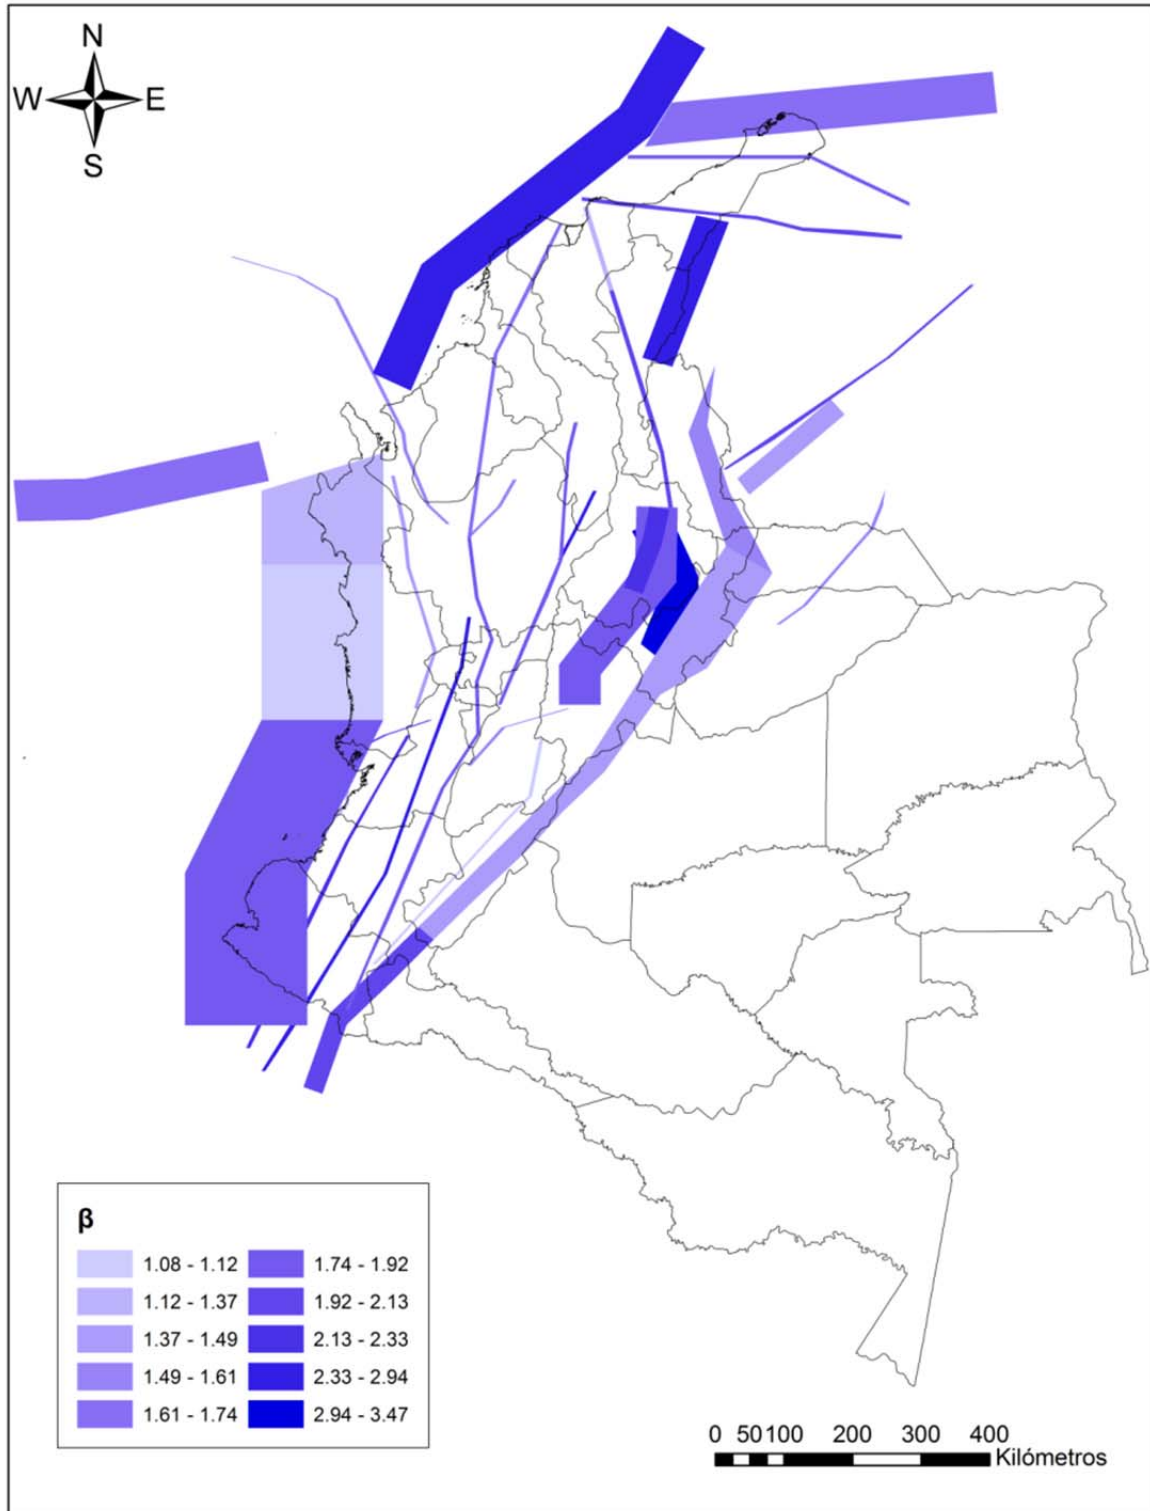 N
W E
S
β
1.08 - 1.12 1.74 - 1.92
1.12 - 1.37 1.92 - 2.13
1.37 - 1.49 2.13 - 2.33
1.49 - 1.61 2.33 - 2.94
1.61 - 1.74 2.94 - 3.47
0 50 100 200 300 400
Kilómetros